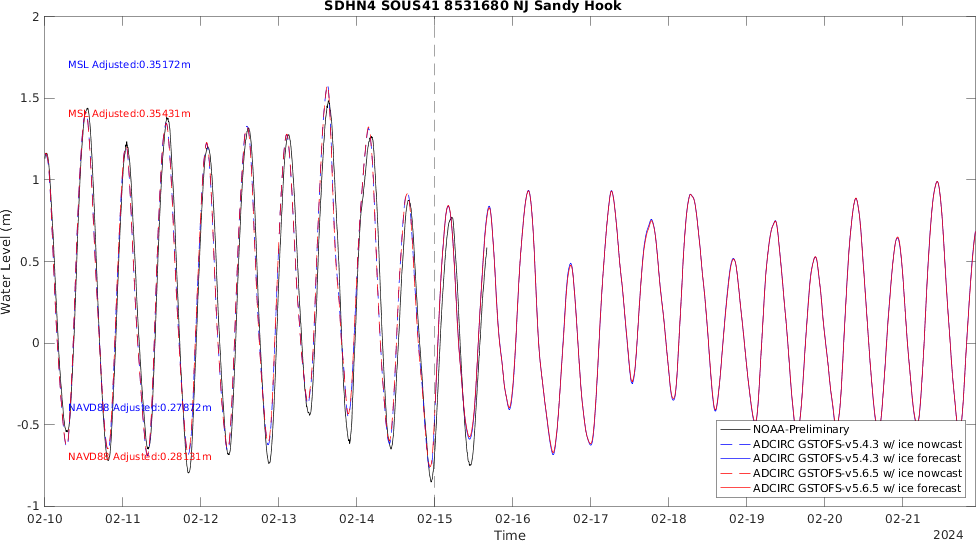 SDHN4 SOUS41 8531680 NJ Sandy Hook
2
MSL Adjusted:0.35172m
1.5
MSL Adjusted:0.35431m
1
0.5
Water Level (m)
0
NAVD88 Adjusted:0.27872m
-0.5
NAVD88 Adjusted:0.28131m
NOAA-Preliminary
ADCIRC GSTOFS-v5.4.3 w/ ice nowcast
ADCIRC GSTOFS-v5.4.3 w/ ice forecast
ADCIRC GSTOFS-v5.6.5 w/ ice nowcast
ADCIRC GSTOFS-v5.6.5 w/ ice forecast
-1
02-10 02-11 02-12 02-13 02-14 02-15 02-16 02-17 02-18 02-19 02-20 02-21
Time
2024